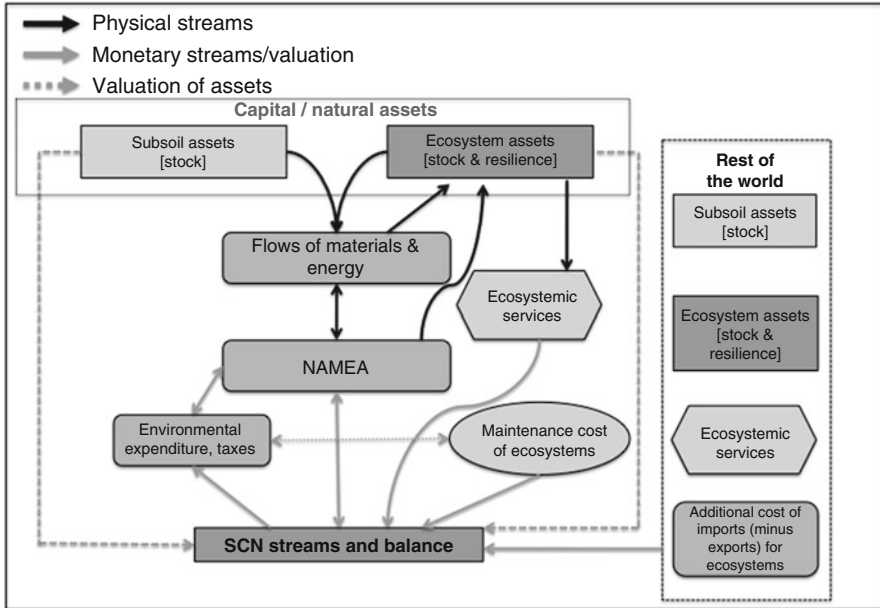 Physical streams
Monetary streams/valuation
Valuation of assets
Capital / natural assets
Subsoil assets
[stock]
Ecosystem assets
[stock & resilience]
Flows of materials &
energy
Ecosystemic
services
NAMEA
Environmental
expenditure, taxes
Maintenance cost
of ecosystems
SCN streams and balance
Rest of
the world
Subsoil assets
[stock]
Ecosystem assets
[stock &
resilience]
Ecosystemic
services
Additional cost of
imports (minus
exports) for
ecosystems